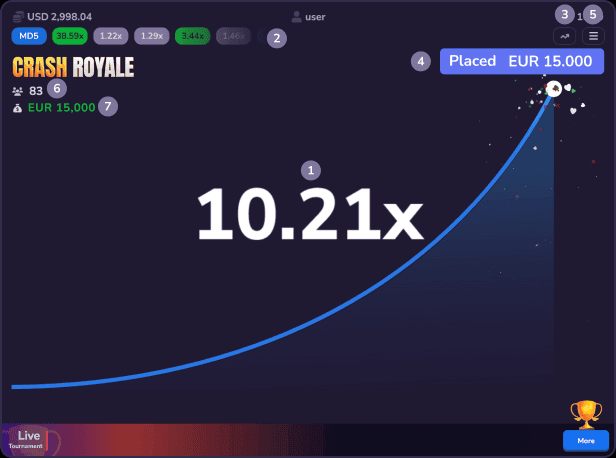 USD 2,998.04
user
3
1
5
MD5 38.59x 1.22x 1.29x 3.44x 1.46x 2
CRASH ROYALE
4
Placed EUR 15.000
83 6
EUR 15,000 7
1
10.21x
Live
Tournament
More